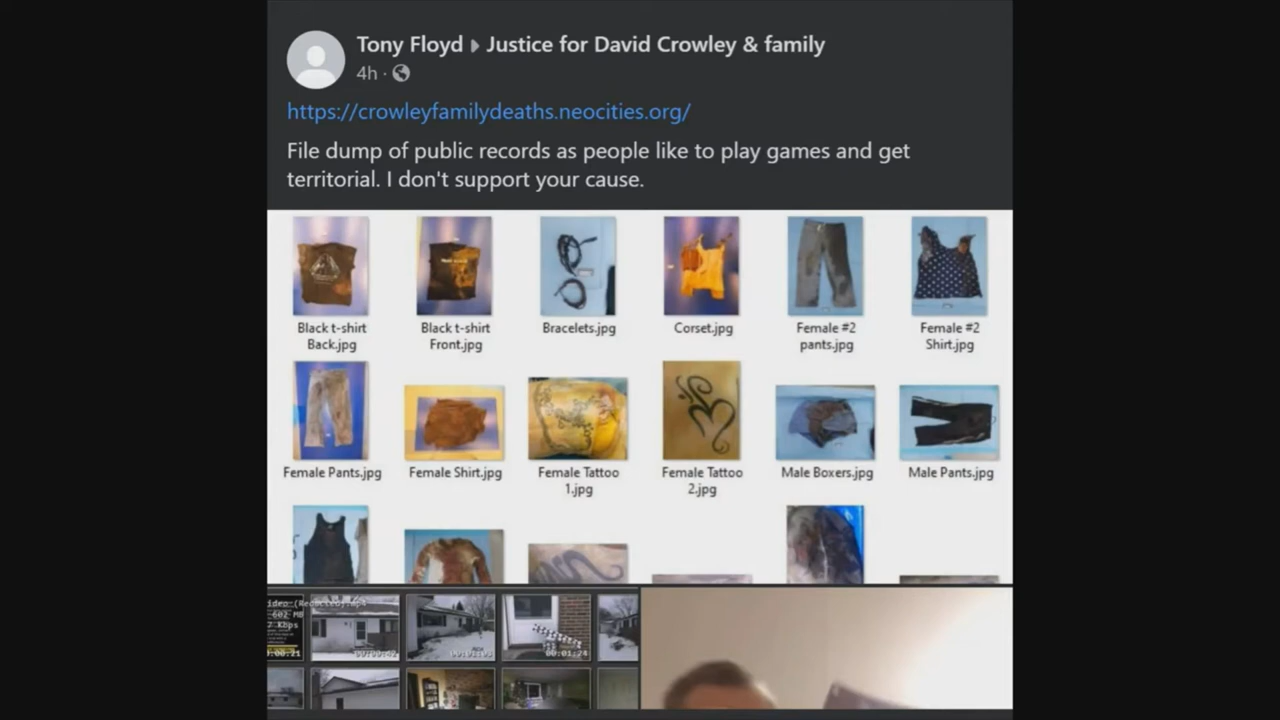 Tony Floyd ▸ Justice for David Crowley & family
4h ·
https://crowleyfamilydeaths.neocities.org/
File dump of public records as people like to play games and get
territorial. I don't support your cause.
Black t-shirt
Back.jpg
Black t-shirt
Front.jpg
Bracelets.jpg
Corset.jpg
Female #2
pants.jpg
Female #2
Shirt.jpg
Female Pants.jpg
Female Shirt.jpg
Female Tattoo
1.jpg
Female Tattoo
2.jpg
Male Boxers.jpg
Male Pants.jpg
00:01:24